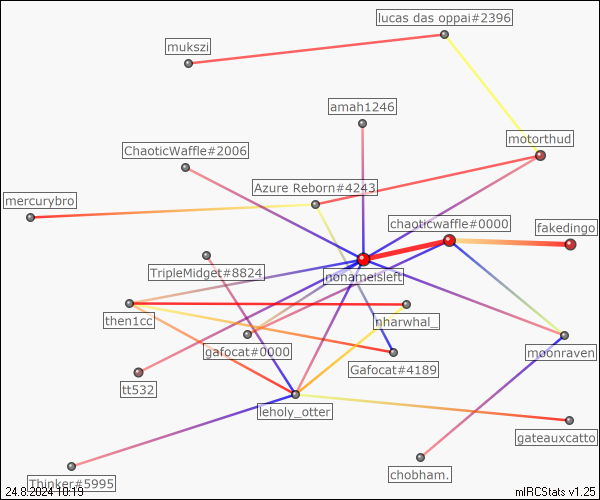 lucas das oppai#2396
mukszi
amah1246
motorthud
ChaoticWaffle#2006
Azure Reborn#4243
mercurybro
chaoticwaffle#0000
fakedingo
TripleMidget#8824
nonameisleft
then1cc
nharwhal_
gafocat#0000
moonraven
Gafocat#4189
tt532
leholy_otter
gateauxcatto
chobham.
Thinker#5995
24.8.2024 10:19
mIRCStats v1.25